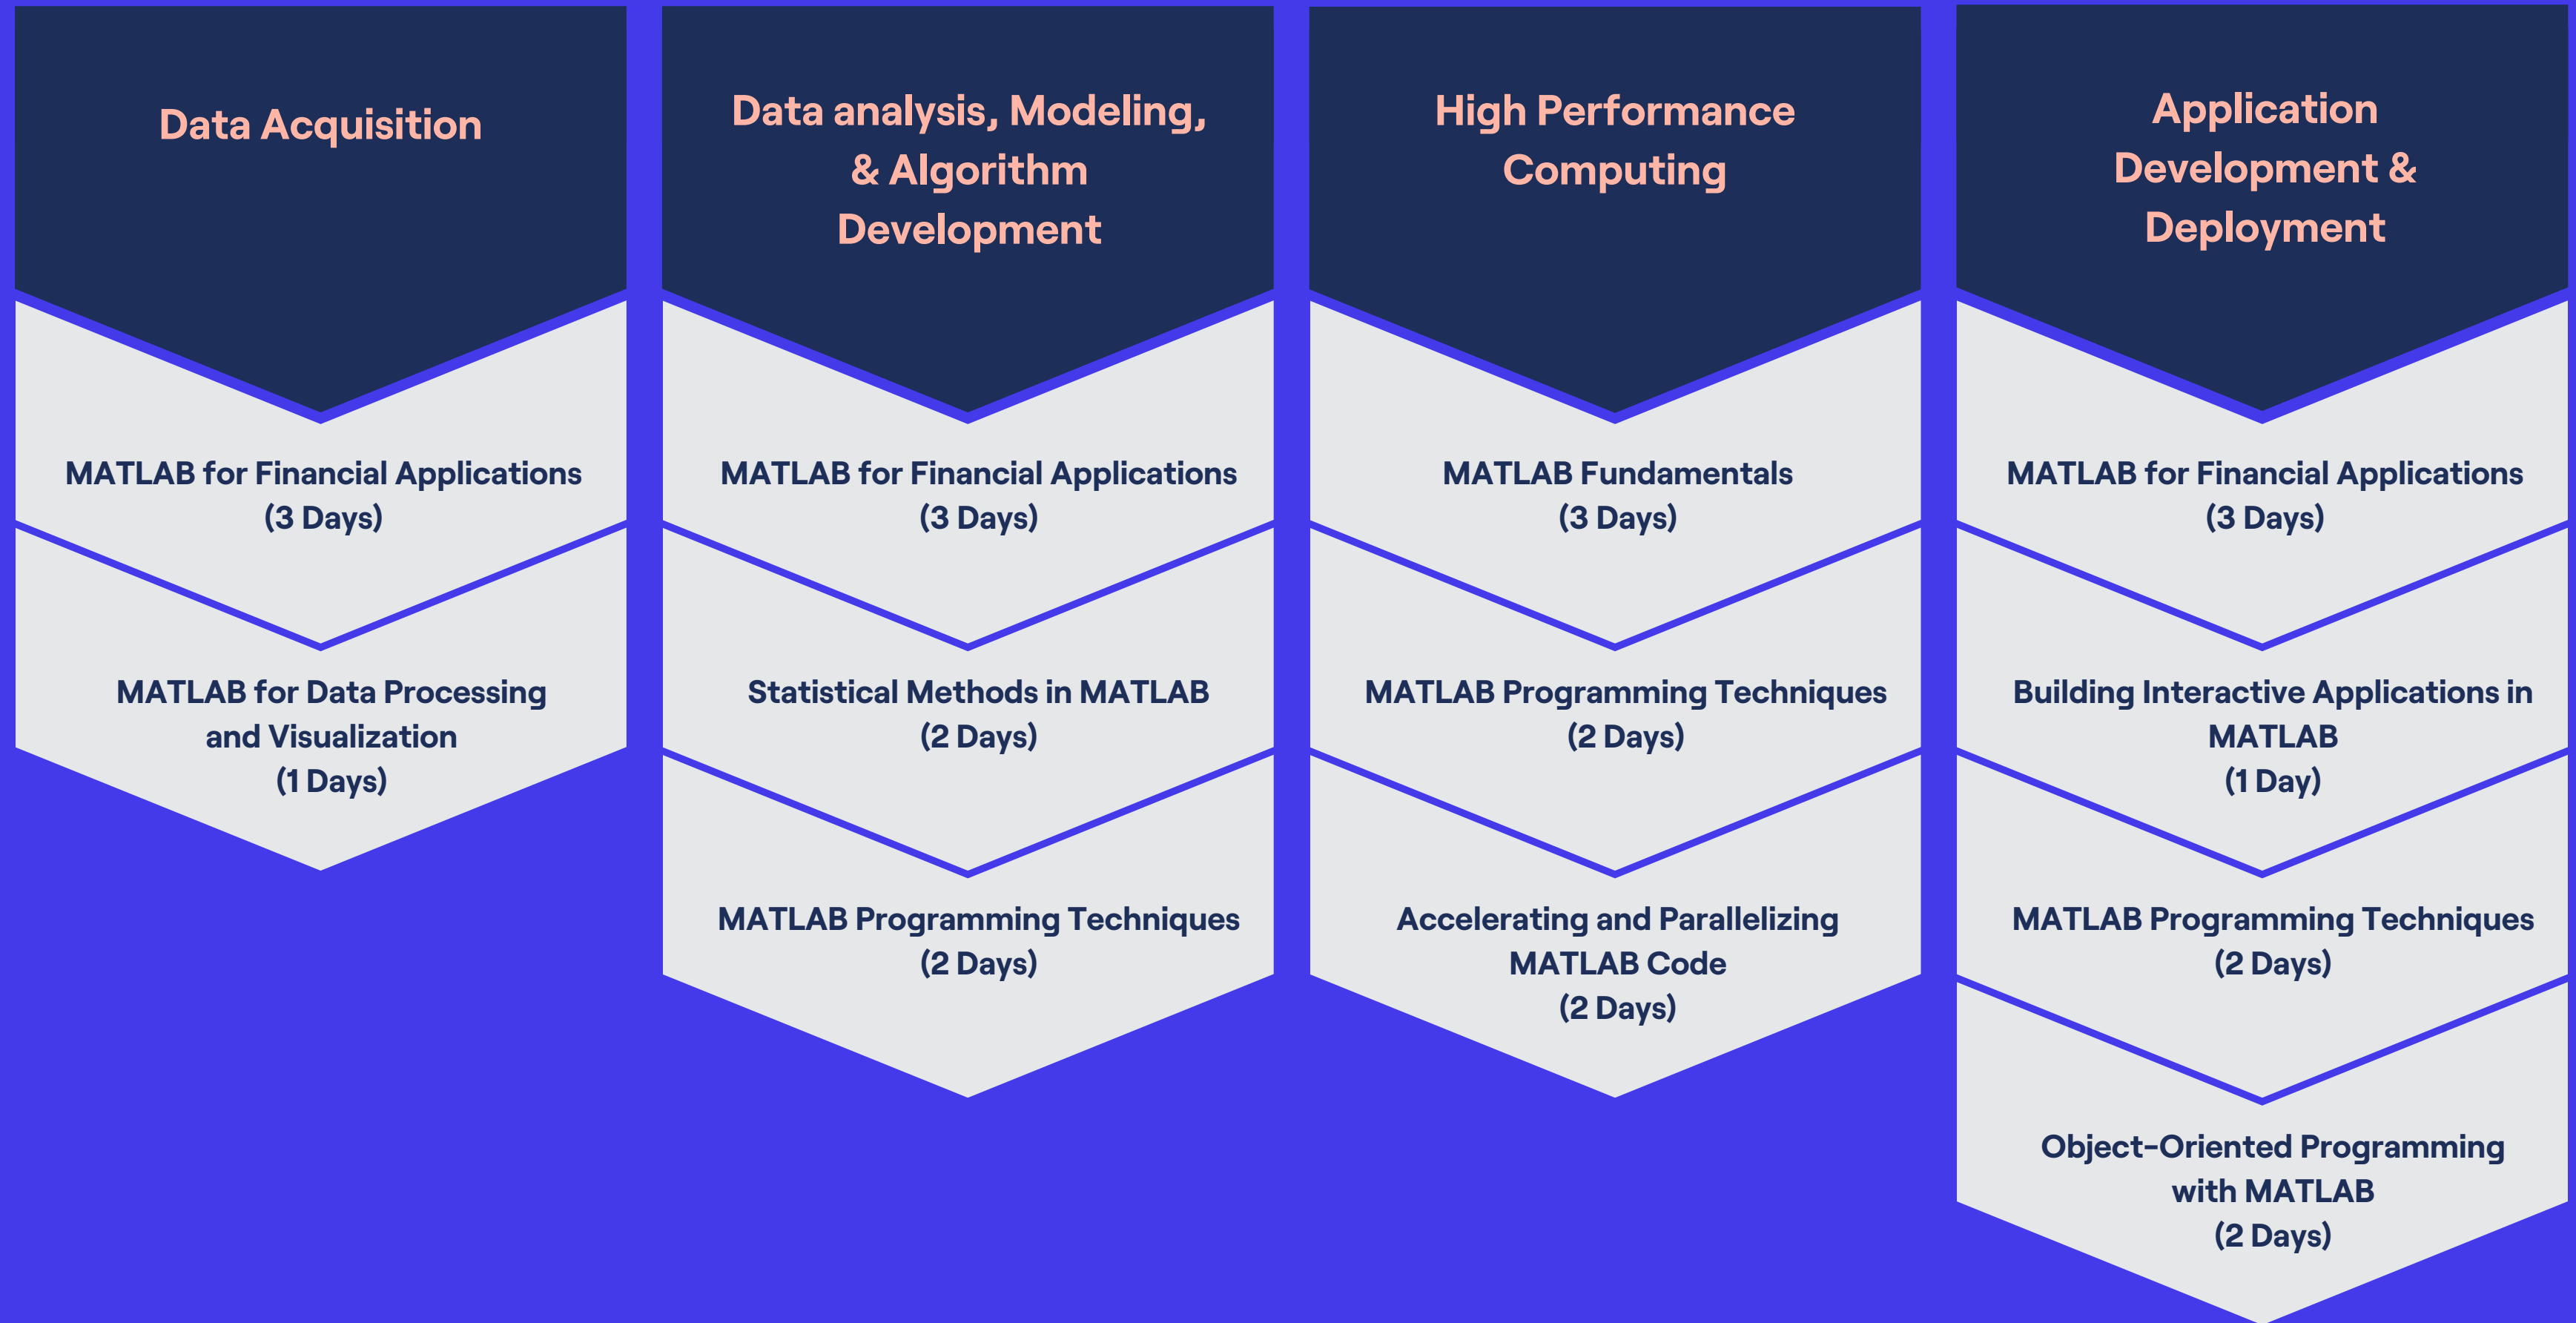 Data Acquisition
MATLAB for Financial Applications
(3 Days)
MATLAB for Data Processing
and Visualization
(1 Days)
Data analysis, Modeling,
& Algorithm
Development
MATLAB for Financial Applications
(3 Days)
Statistical Methods in MATLAB
(2 Days)
MATLAB Programming Techniques
(2 Days)
High Performance
Computing
MATLAB Fundamentals
(3 Days)
MATLAB Programming Techniques
(2 Days)
Accelerating and Parallelizing
MATLAB Code
(2 Days)
Application
Development &
Deployment
MATLAB for Financial Applications
(3 Days)
Building Interactive Applications in
MATLAB
(1 Day)
MATLAB Programming Techniques
(2 Days)
Object-Oriented Programming
with MATLAB
(2 Days)